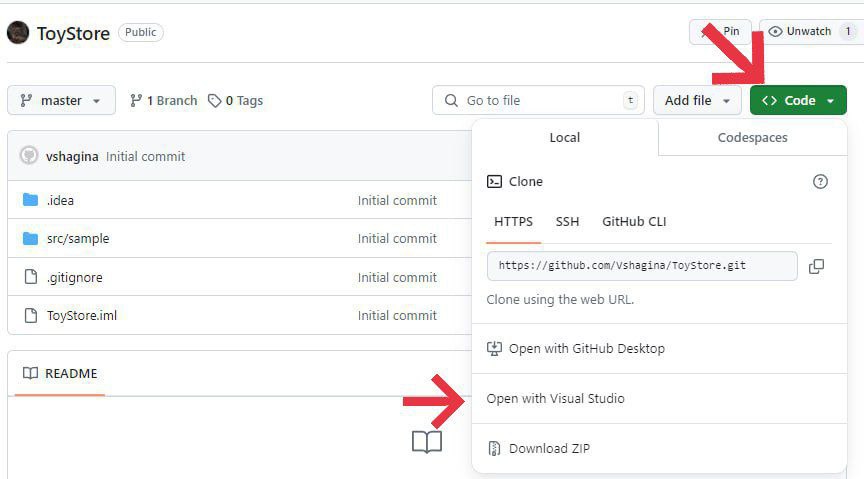 ToyStore Public Pin Unwatch 1
master 1 Branch 0 Tags Go to file t Add file <> Code
vshagina Initial commit
.idea Initial commit
src/sample Initial commit
.gitignore Initial commit
ToyStore.iml Initial commit
README
Local Codespaces
Clone
HTTPS SSH GitHub CLI
https://github.com/Vshagina/ToyStore.git
Clone using the web URL.
Open with GitHub Desktop
Open with Visual Studio
Download ZIP